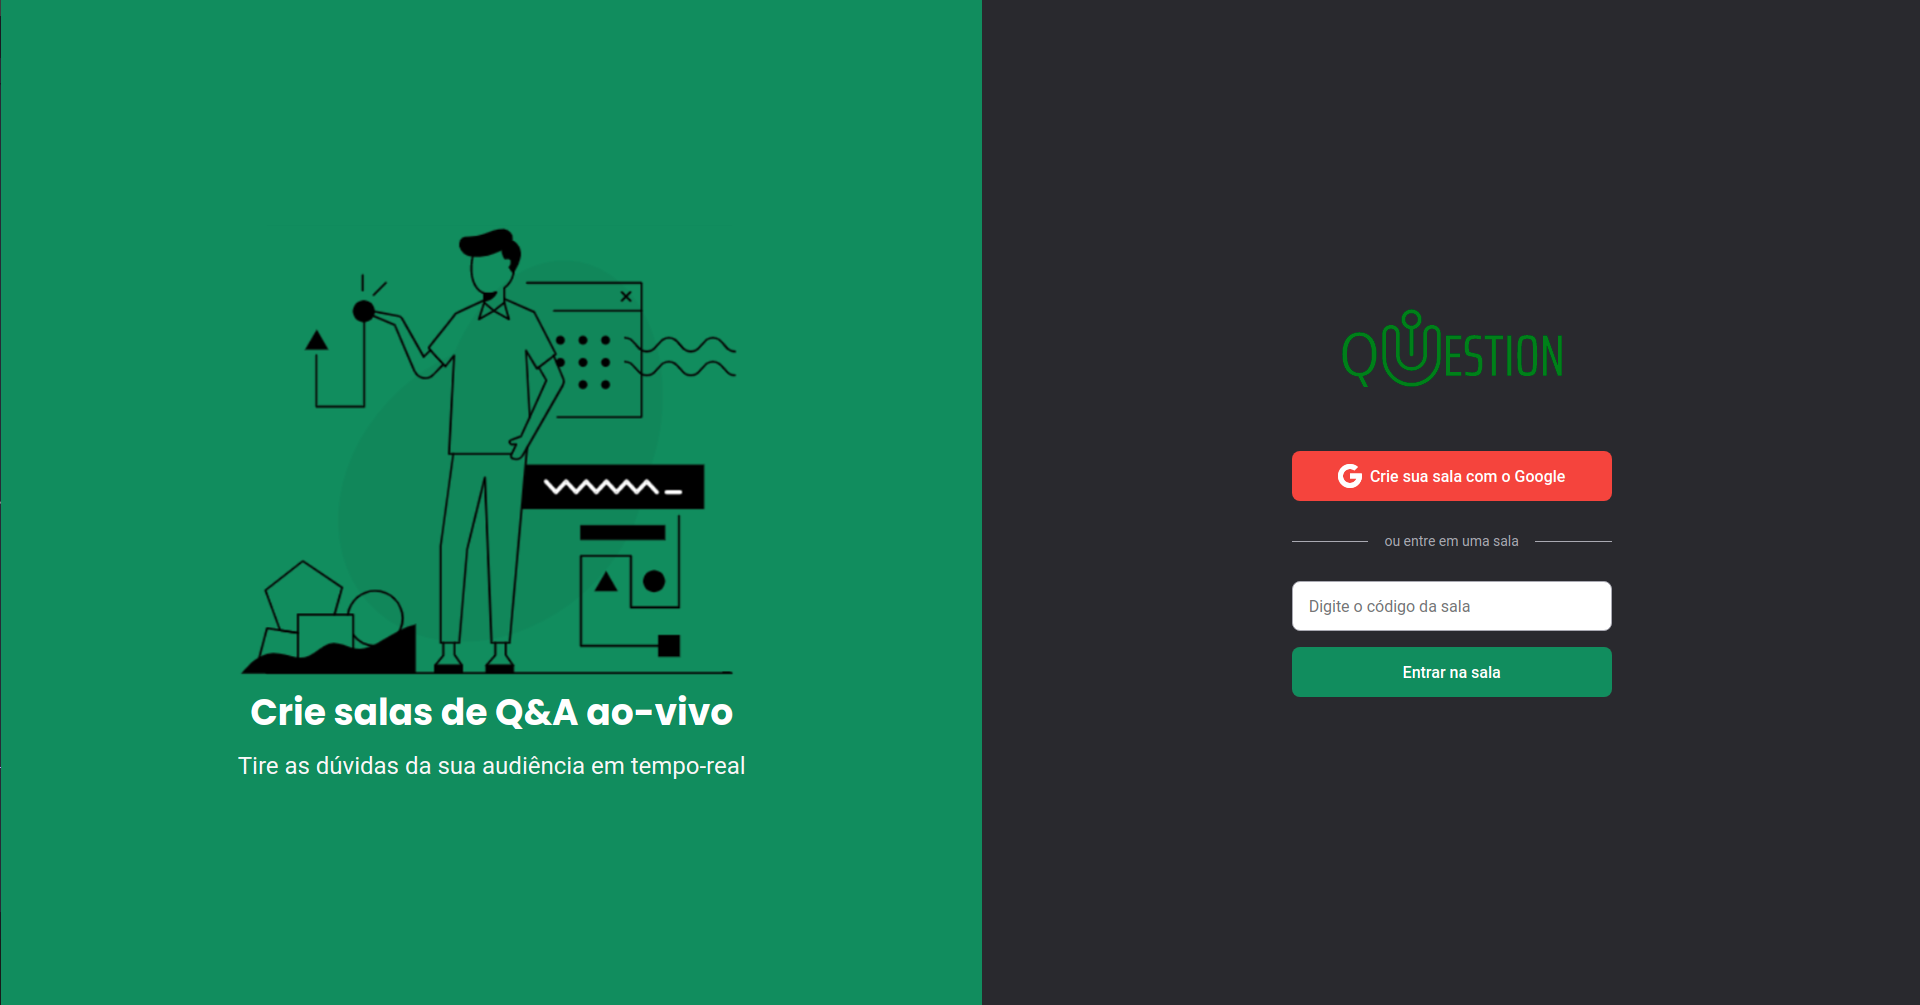 Crie salas de Q&A ao-vivo
Tire as dúvidas da sua audiência em tempo-real
QUESTION
Crie sua sala com o Google
ou entre em uma sala
Digite o código da sala
Entrar na sala